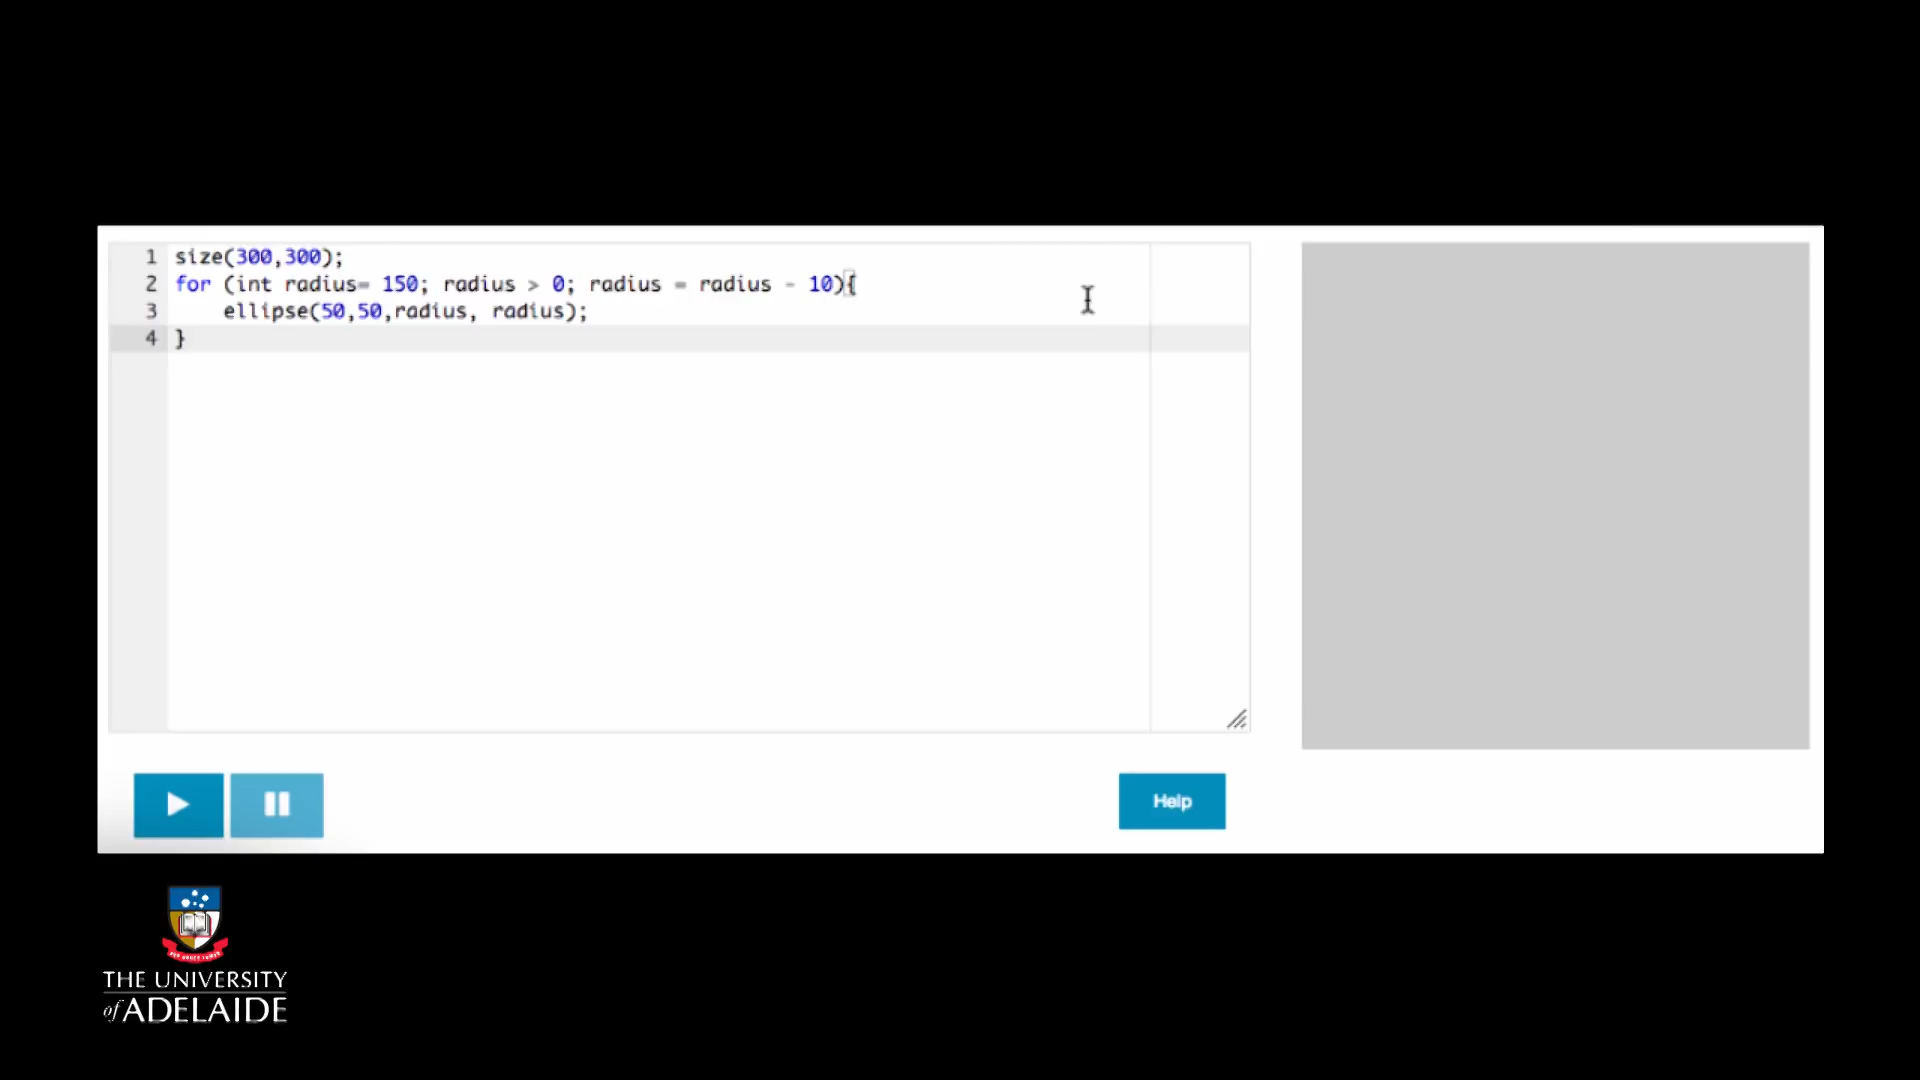 1 size(300,300);
2 for (int radius= 150; radius > 0; radius = radius - 10){
3 ellipse(50,50,radius, radius);
4 }
Help
THE UNIVERSITY
of ADELAIDE